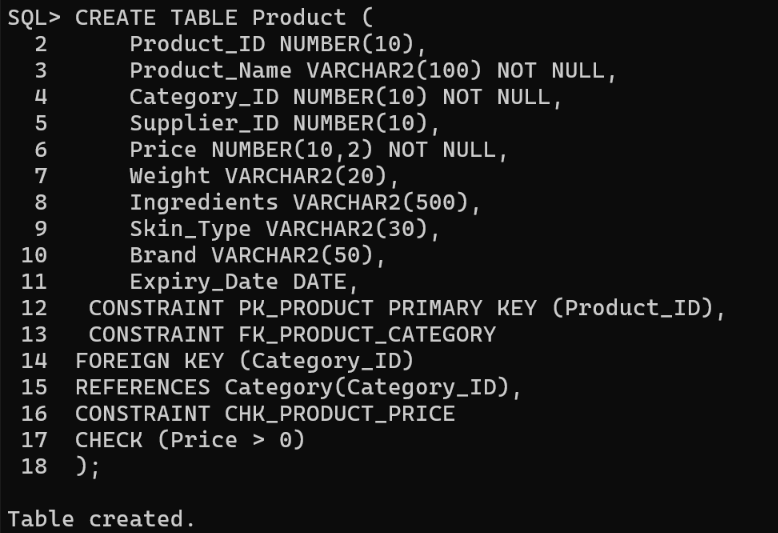 SQL> CREATE TABLE Product (
  2      Product_ID NUMBER(10),
  3      Product_Name VARCHAR2(100) NOT NULL,
  4      Category_ID NUMBER(10) NOT NULL,
  5      Supplier_ID NUMBER(10),
  6      Price NUMBER(10,2) NOT NULL,
  7      Weight VARCHAR2(20),
  8      Ingredients VARCHAR2(500),
  9      Skin_Type VARCHAR2(30),
 10      Brand VARCHAR2(50),
 11      Expiry_Date DATE,
 12   CONSTRAINT PK_PRODUCT PRIMARY KEY (Product_ID),
 13   CONSTRAINT FK_PRODUCT_CATEGORY
 14  FOREIGN KEY (Category_ID)
 15  REFERENCES Category(Category_ID),
 16  CONSTRAINT CHK_PRODUCT_PRICE
 17  CHECK (Price > 0)
 18  );
Table created.